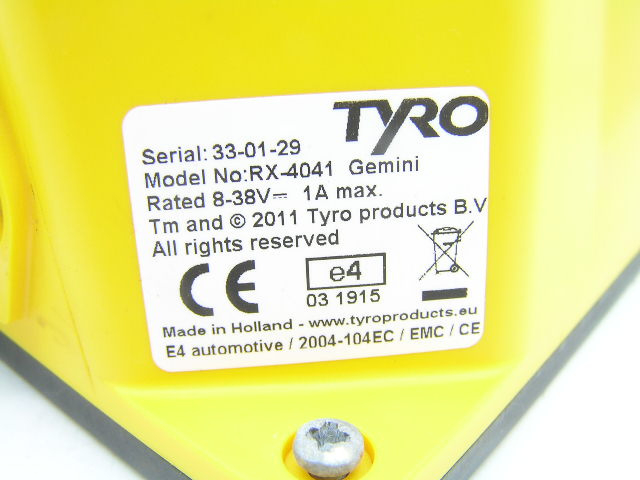 TYRO
Serial: 33-01-29
Model No:RX-4041 Gemini
Rated 8-38V⎓ 1A max.
Tm and © 2011 Tyro products B.V
All rights reserved
CE e4
03 1915
Made in Holland - www.tyroproducts.eu
E4 automotive / 2004-104EC / EMC / CE